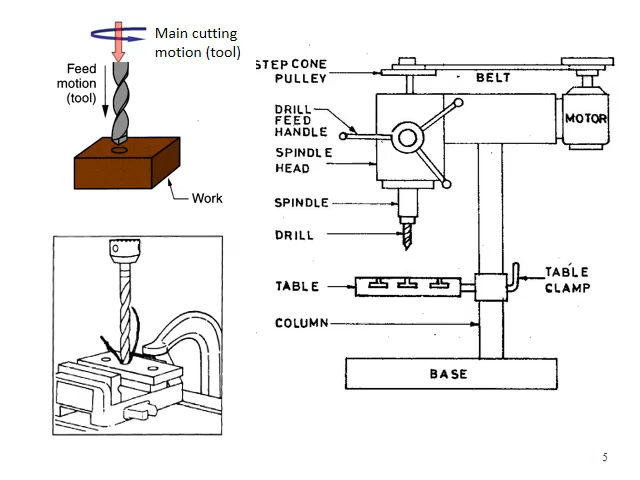 Main cutting
motion (tool)
Feed
motion
(tool)
Work
STEP CONE
PULLEY
BELT
DRILL
FEED
HANDLE
MOTOR
SPINDLE
HEAD
SPINDLE
DRILL
TABLE
TABLE
CLAMP
COLUMN
BASE
5